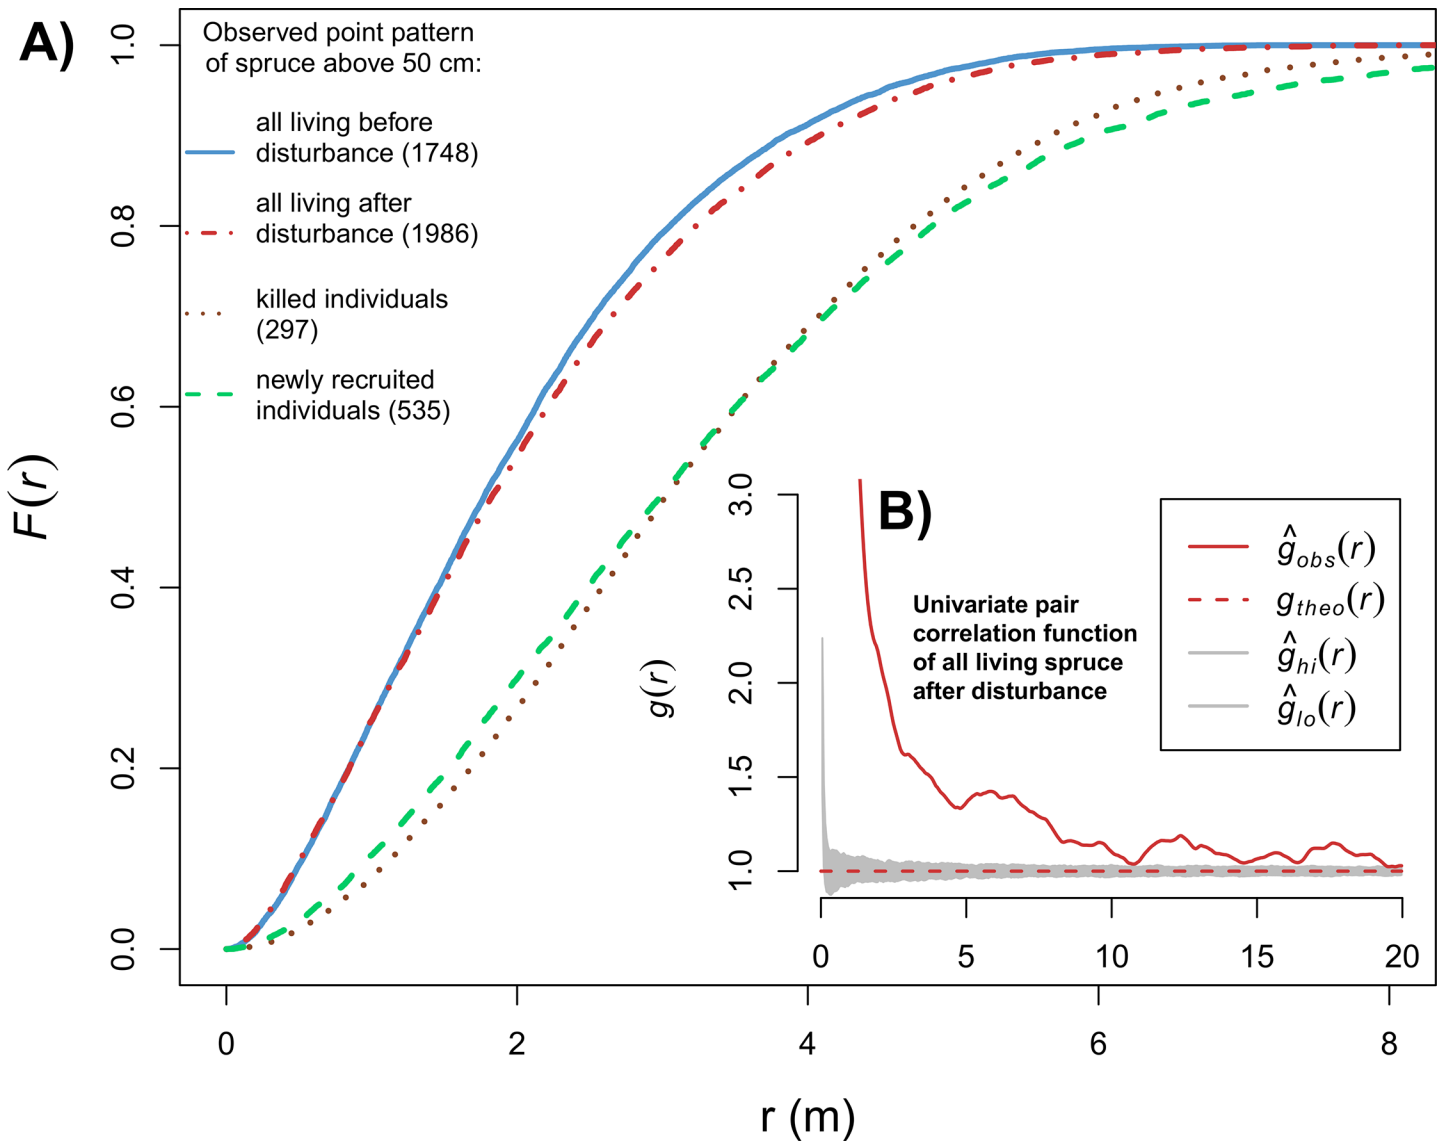 A)
Observed point pattern
of spruce above 50 cm:
all living before
disturbance (1748)
all living after
disturbance (1986)
killed individuals
(297)
newly recruited
individuals (535)
F(r)
1.0
0.8
0.6
0.4
0.2
0.0
0 2 4 6 8
r (m)
B)
Univariate pair
correlation function
of all living spruce
after disturbance
ĝobs(r)
gtheo(r)
ĝhi(r)
ĝlo(r)
g(r)
3.0
2.5
2.0
1.5
1.0
0 5 10 15 20